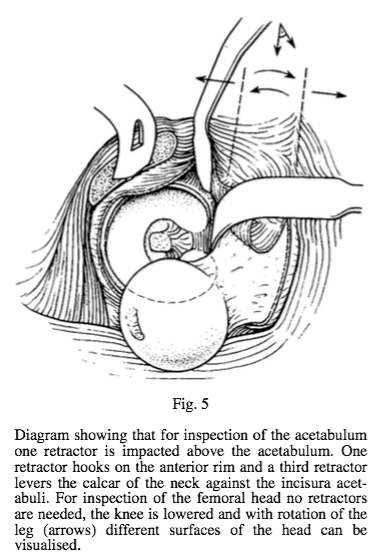 Fig. 5
Diagram showing that for inspection of the acetabulum
one retractor is impacted above the acetabulum. One
retractor hooks on the anterior rim and a third retractor
levers the calcar of the neck against the incisura acet-
abuli. For inspection of the femoral head no retractors
are needed, the knee is lowered and with rotation of the
leg (arrows) different surfaces of the head can be
visualised.